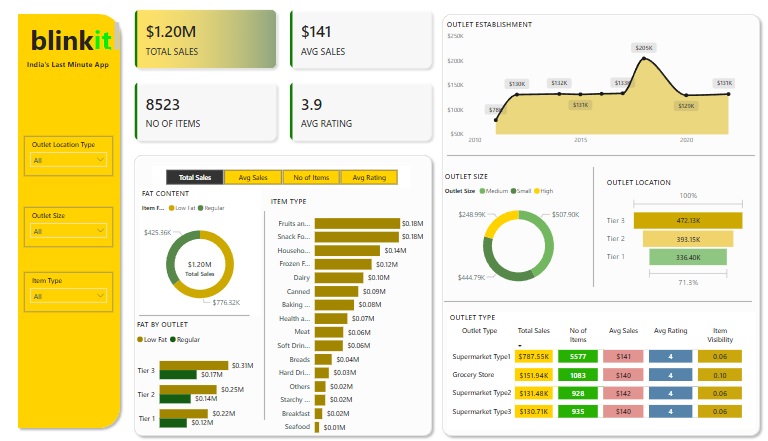 blinkit
India's Last Minute App
Outlet Location Type
All
Outlet Size
All
Item Type
All
$1.20M
TOTAL SALES
$141
AVG SALES
8523
NO OF ITEMS
3.9
AVG RATING
Total Sales
Avg Sales
No of Items
Avg Rating
FAT CONTENT
Item F... Low Fat Regular
$425.36K
$1.20M
Total Sales
$776.32K
FAT BY OUTLET
Low Fat Regular
Tier 3 $0.31M
$0.17M
Tier 2 $0.25M
$0.14M
Tier 1 $0.22M
$0.12M
ITEM TYPE
Fruits an... $0.18M
Snack Fo... $0.18M
Househo... $0.14M
Frozen F... $0.12M
Dairy $0.10M
Canned $0.09M
Baking ... $0.08M
Health a... $0.07M
Meat $0.06M
Soft Drin... $0.06M
Breads $0.04M
Hard Dri... $0.03M
Others $0.02M
Starchy ... $0.02M
Breakfast $0.02M
Seafood $0.01M
OUTLET ESTABLISHMENT
$250K
$200K
$150K
$100K
$50K
$78K
$130K
$132K
$131K
$133K
$205K
$129K
$131K
2010
2015
2020
OUTLET SIZE
Outlet Size Medium Small High
$248.99K
$507.90K
$444.79K
OUTLET LOCATION
100%
Tier 3 472.13K
Tier 2 393.15K
Tier 1 336.40K
71.3%
OUTLET TYPE
Outlet Type Total Sales No of Items Avg Sales Avg Rating Item Visibility
Supermarket Type1 $787.55K 5577 $141 4 0.06
Grocery Store $151.94K 1083 $140 4 0.10
Supermarket Type2 $131.48K 928 $142 4 0.06
Supermarket Type3 $130.71K 935 $140 4 0.06